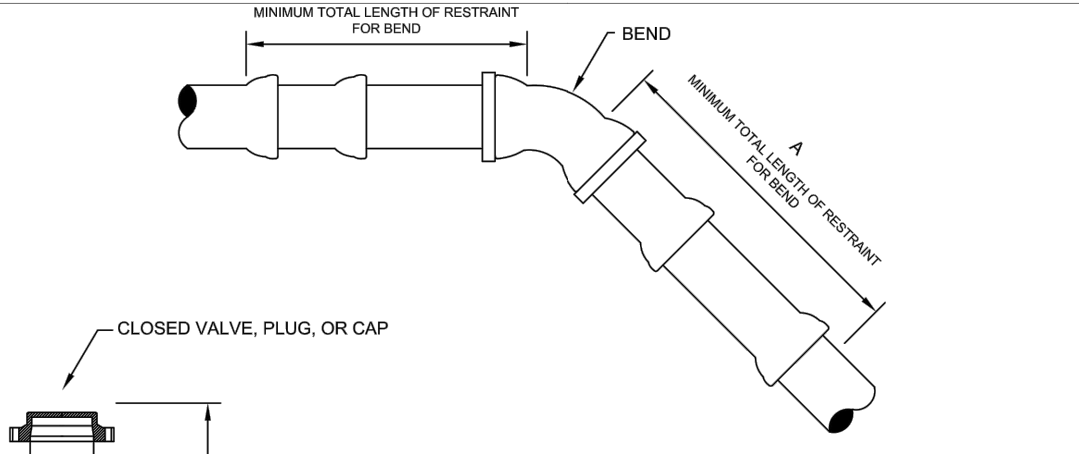 MINIMUM TOTAL LENGTH OF RESTRAINT
FOR BEND
BEND
A
MINIMUM TOTAL LENGTH OF RESTRAINT
FOR BEND
CLOSED VALVE, PLUG, OR CAP